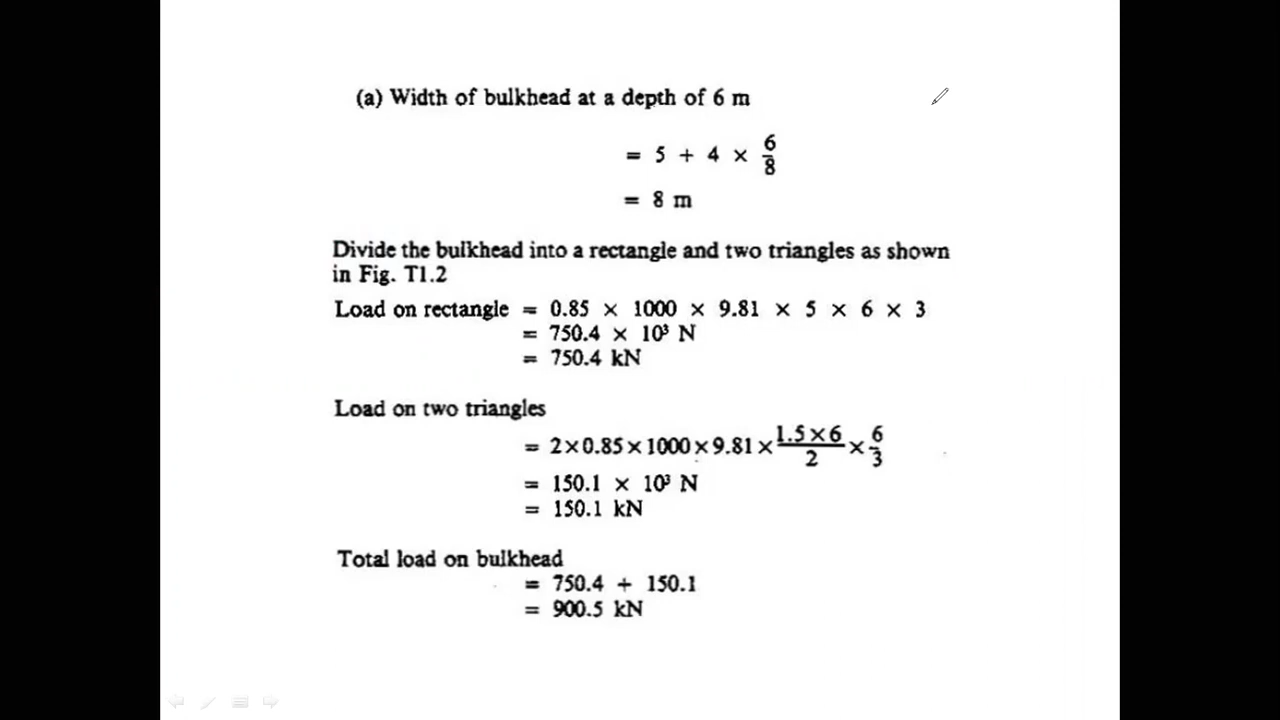 (a) Width of bulkhead at a depth of 6 m
= 5 + 4 × 6/8
= 8 m
Divide the bulkhead into a rectangle and two triangles as shown
in Fig. T1.2
Load on rectangle = 0.85 × 1000 × 9.81 × 5 × 6 × 3
= 750.4 × 10³ N
= 750.4 kN
Load on two triangles
= 2×0.85×1000×9.81×1.5×6/2×6/3
= 150.1 × 10³ N
= 150.1 kN
Total load on bulkhead
= 750.4 + 150.1
= 900.5 kN